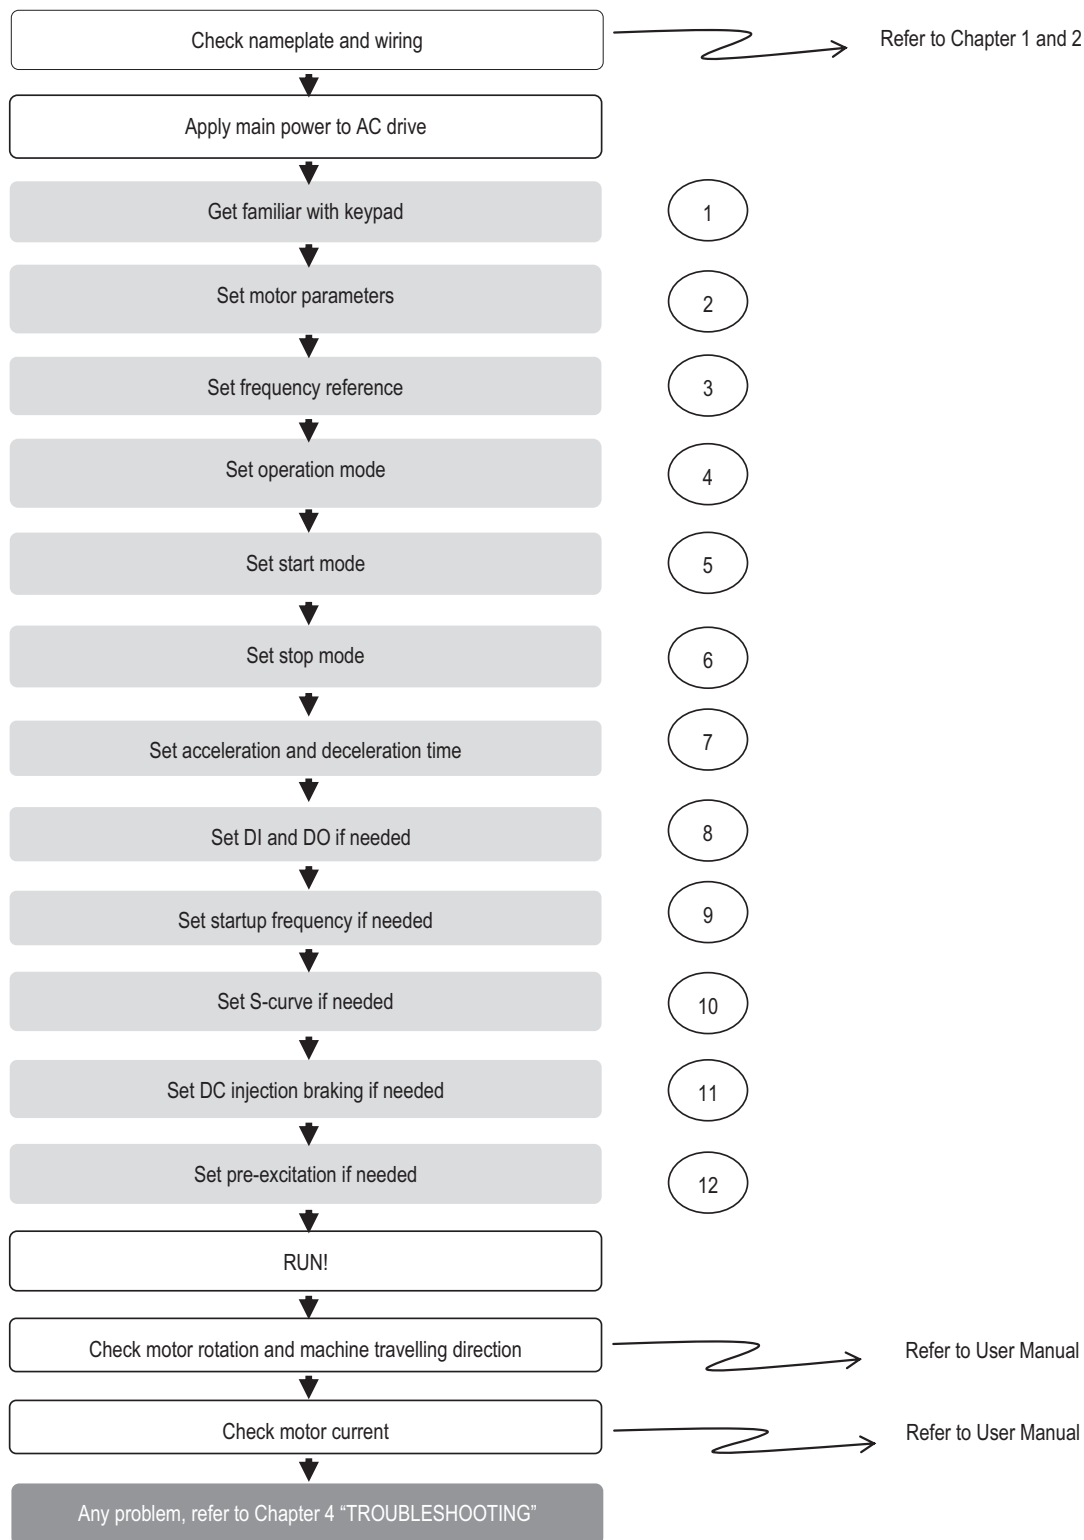 Check nameplate and wiring
Refer to Chapter 1 and 2
Apply main power to AC drive
Get familiar with keypad
1
Set motor parameters
2
Set frequency reference
3
Set operation mode
4
Set start mode
5
Set stop mode
6
Set acceleration and deceleration time
7
Set DI and DO if needed
8
Set startup frequency if needed
9
Set S-curve if needed
10
Set DC injection braking if needed
11
Set pre-excitation if needed
12
RUN!
Check motor rotation and machine travelling direction
Refer to User Manual
Check motor current
Refer to User Manual
Any problem, refer to Chapter 4 “TROUBLESHOOTING”